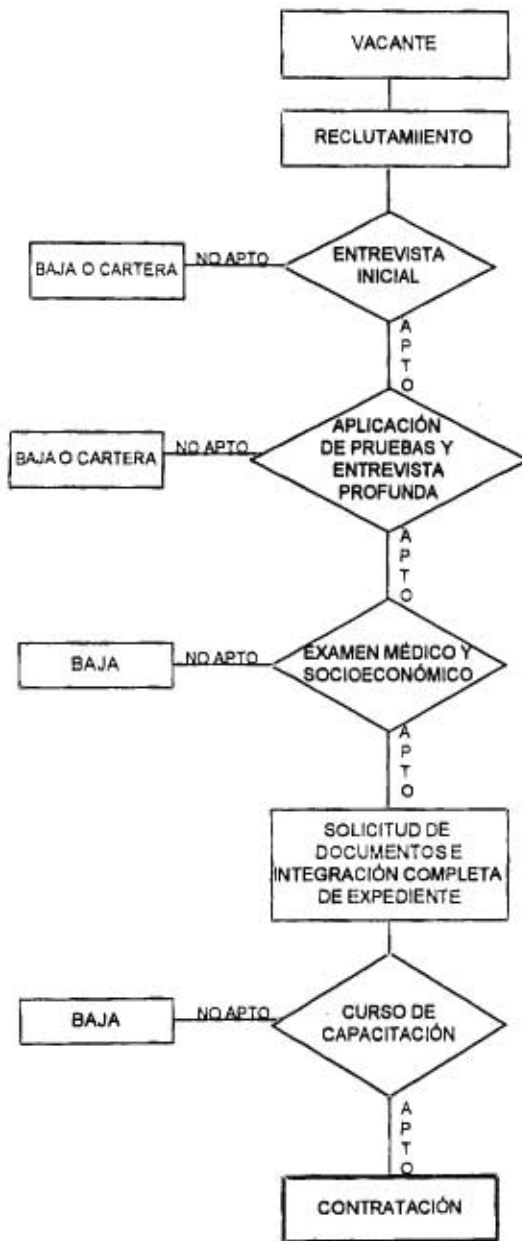 VACANTE
RECLUTAMIIENTO
ENTREVISTA
INICIAL
NO APTO
BAJA O CARTERA
APTO
APLICACIÓN
DE PRUEBAS Y
ENTREVISTA
PROFUNDA
NO APTO
BAJA O CARTERA
APTO
EXAMEN MÉDICO Y
SOCIOECONÓMICO
NO APTO
BAJA
APTO
SOLICITUD DE
DOCUMENTOS E
INTEGRACIÓN COMPLETA
DE EXPEDIENTE
CURSO DE
CAPACITACIÓN
NO APTO
BAJA
APTO
CONTRATACIÓN